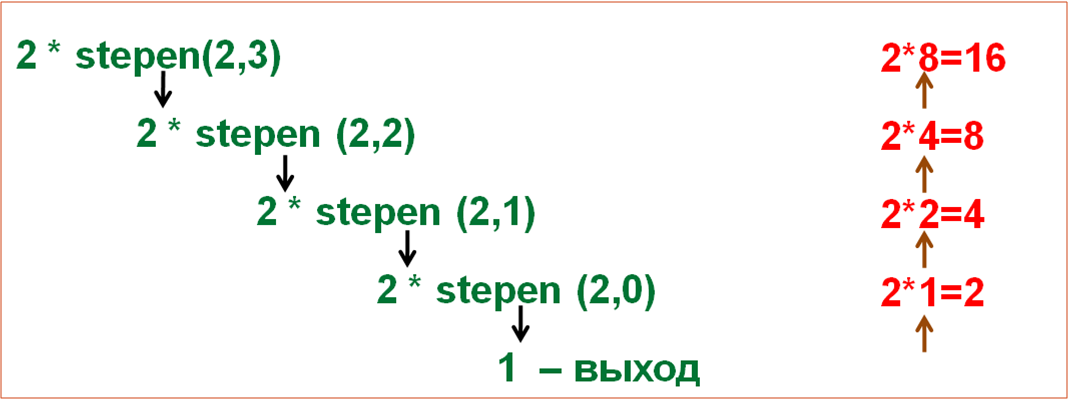 2 * stepen(2,3)
2*8=16
2 * stepen (2,2)
2*4=8
2 * stepen (2,1)
2*2=4
2 * stepen (2,0)
2*1=2
1 – выход